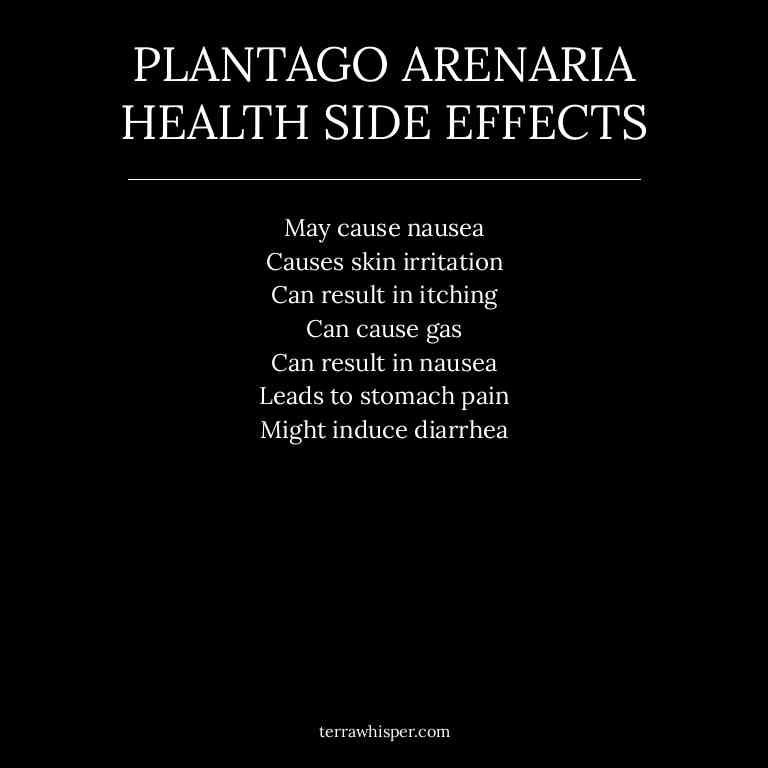 PLANTAGO ARENARIA
HEALTH SIDE EFFECTS
May cause nausea
Causes skin irritation
Can result in itching
Can cause gas
Can result in nausea
Leads to stomach pain
Might induce diarrhea
terrawhisper.com